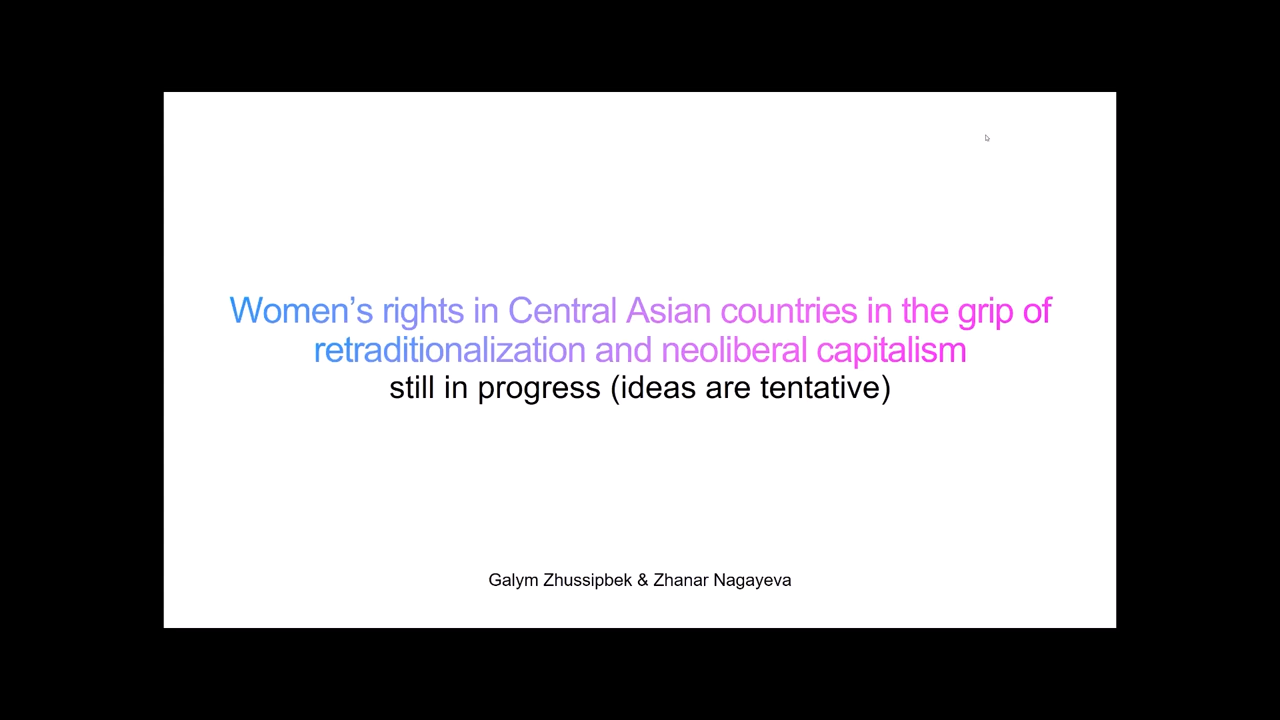 Women’s rights in Central Asian countries in the grip of
retraditionalization and neoliberal capitalism
still in progress (ideas are tentative)
Galym Zhussipbek & Zhanar Nagayeva